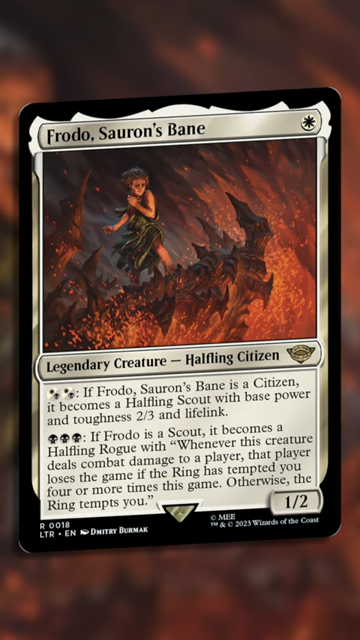 Frodo, Sauron's Bane
Legendary Creature — Halfling Citizen
: If Frodo, Sauron's Bane is a Citizen,
it becomes a Halfling Scout with base power
and toughness 2/3 and lifelink.
: If Frodo is a Scout, it becomes a
Halfling Rogue with “Whenever this creature
deals combat damage to a player, that player
loses the game if the Ring has tempted you
four or more times this game. Otherwise, the
Ring tempts you.”
1/2
R 0018
LTR • EN Dmitry Burmak
© MEE
™ & © 2023 Wizards of the Coast